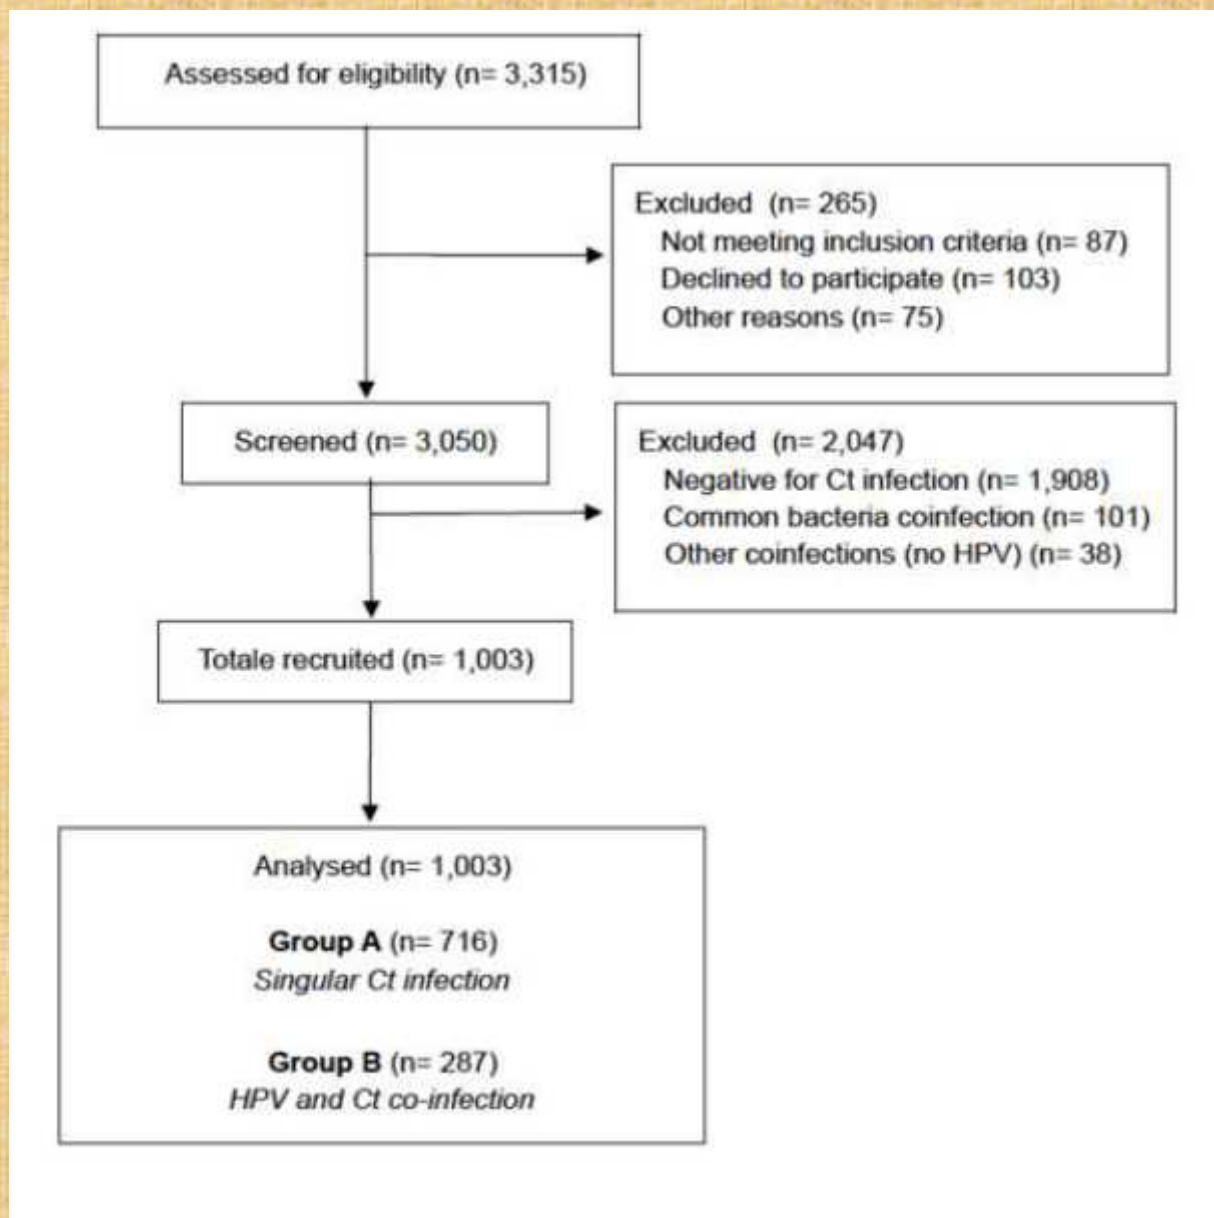 Assessed for eligibility (n= 3,315)
Excluded (n= 265)
Not meeting inclusion criteria (n= 87)
Declined to participate (n= 103)
Other reasons (n= 75)
Screened (n= 3,050)
Excluded (n= 2,047)
Negative for Ct infection (n= 1,908)
Common bacteria coinfection (n= 101)
Other coinfections (no HPV) (n= 38)
Totale recruited (n= 1,003)
Analysed (n= 1,003)
Group A (n= 716)
Singular Ct infection
Group B (n= 287)
HPV and Ct co-infection